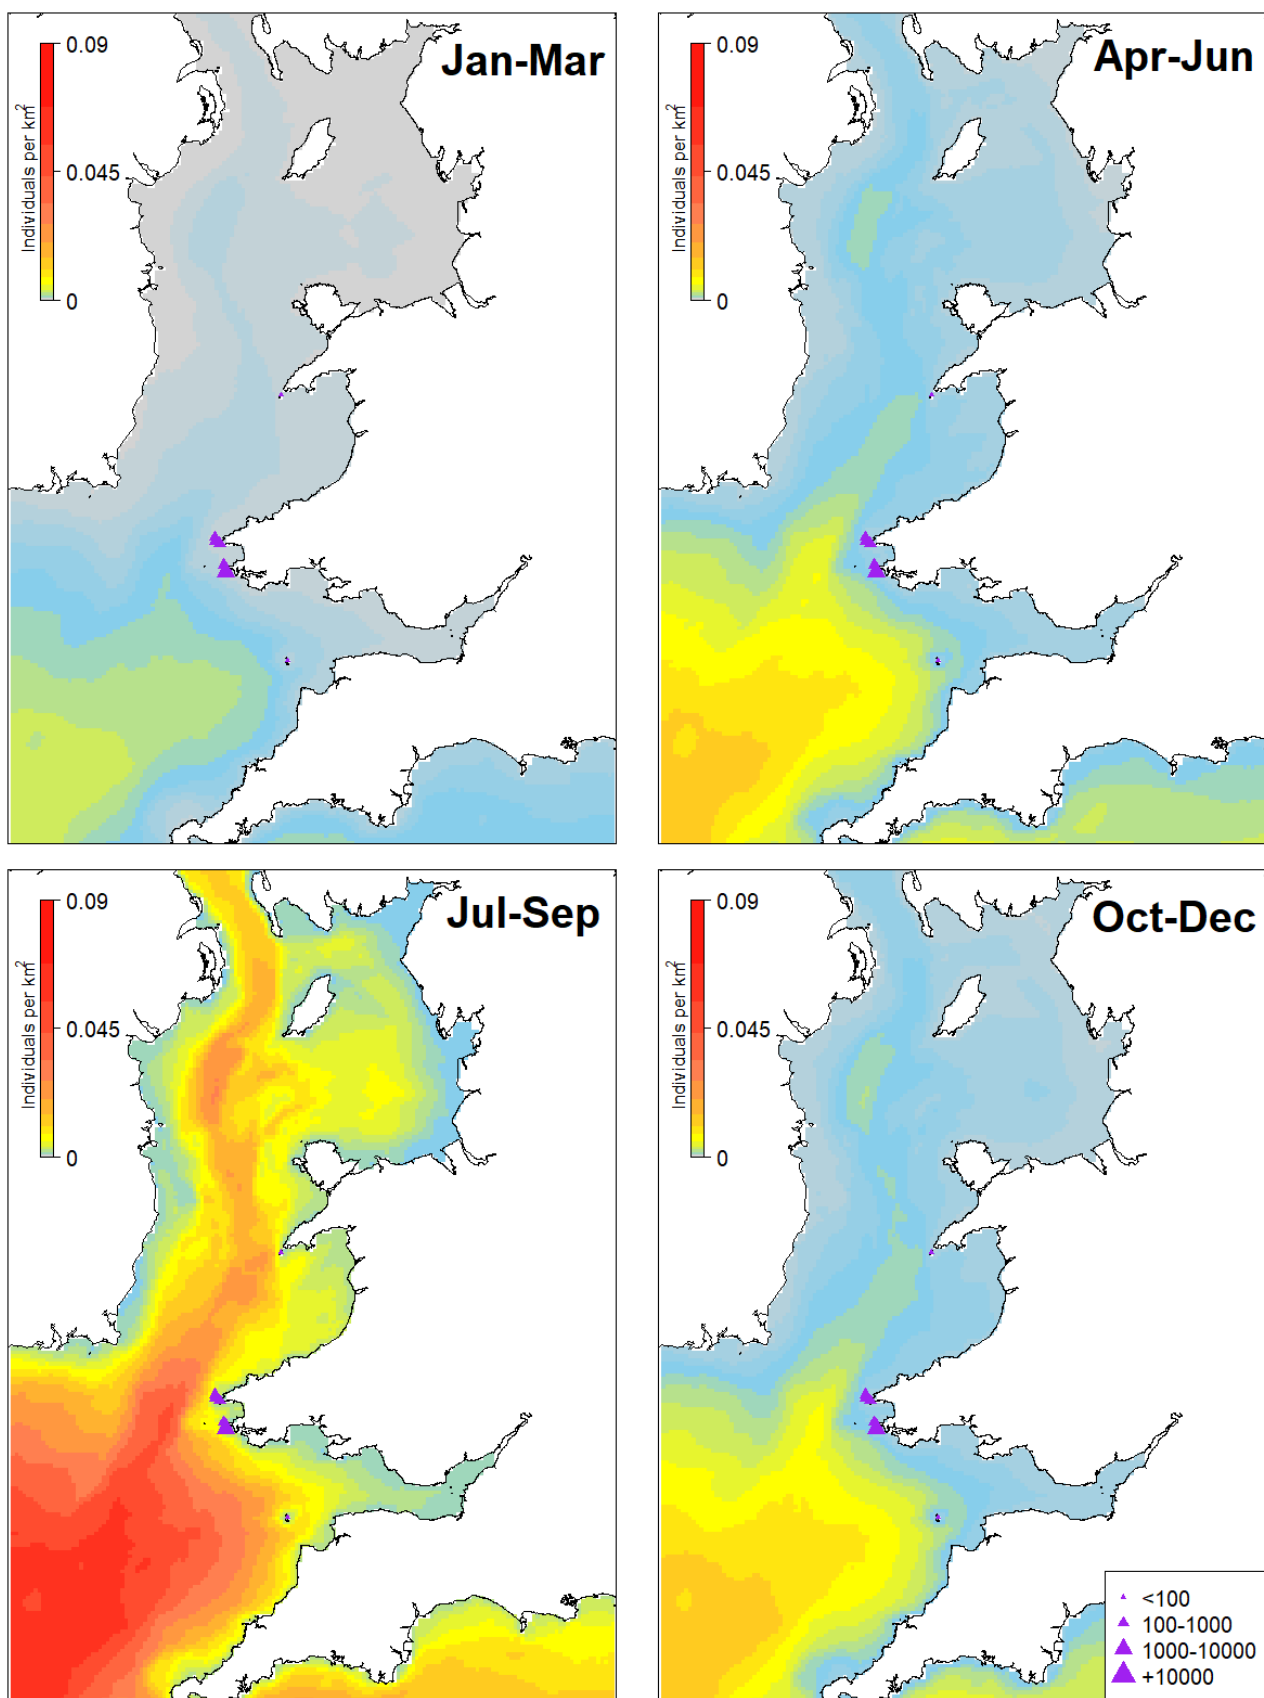 Jan-Mar
0.09
0.045
0
Individuals per km2
Apr-Jun
0.09
0.045
0
Individuals per km2
Jul-Sep
0.09
0.045
0
Individuals per km2
Oct-Dec
0.09
0.045
0
Individuals per km2
<100
100-1000
1000-10000
+10000